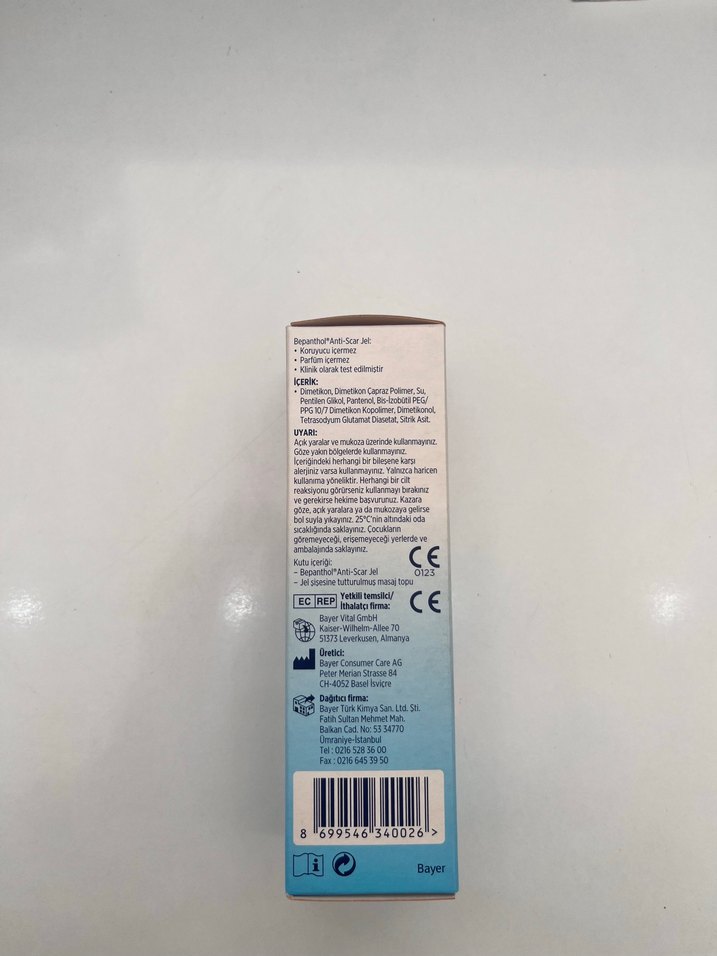 Bepanthol®Anti-Scar Jel:
• Koruyucu içermez
• Parfüm içermez
• Klinik olarak test edilmiştir
İÇERİK:
• Dimetikon, Dimetikon Çapraz Polimer, Su,
Pentilen Glikol, Pantenol, Bis-İzobütil PEG/
PPG 10/7 Dimetikon Kopolimer, Dimetikonol,
Tetrasodyum Glutamat Diasetat, Sitrik Asit.
UYARI:
Açık yaralar ve mukoza üzerinde kullanmayınız.
Göze yakın bölgelerde kullanmayınız.
İçeriğindeki herhangi bir bileşene karşı
alerjiniz varsa kullanmayınız. Yalnızca haricen
kullanıma yöneliktir. Herhangi bir cilt
reaksiyonu görürseniz kullanmayı bırakınız
ve gerekirse hekime başvurunuz. Kazara
göze, açık yaralara ya da mukozaya gelirse
bol suyla yıkayınız. 25°C'nin altındaki oda
sıcaklığında saklayınız. Çocukların
göremeyeceği, erişemeyeceği yerlerde ve
ambalajında saklayınız.
Kutu içeriği:
– Bepanthol®Anti-Scar Jel
– Jel şişesine tutturulmuş masaj topu
CE
0123
EC REP Yetkili temsilci/
İthalatçı firma:
CE
Bayer Vital GmbH
Kaiser-Wilhelm-Allee 70
51373 Leverkusen, Almanya
Üretici:
Bayer Consumer Care AG
Peter Merian Strasse 84
CH-4052 Basel İsviçre
Dağıtıcı firma:
Bayer Türk Kimya San. Ltd. Şti.
Fatih Sultan Mehmet Mah.
Balkan Cad. No: 53 34770
Ümraniye-İstanbul
Tel : 0216 528 36 00
Fax : 0216 645 39 50
8 699546 340026 >
Bayer